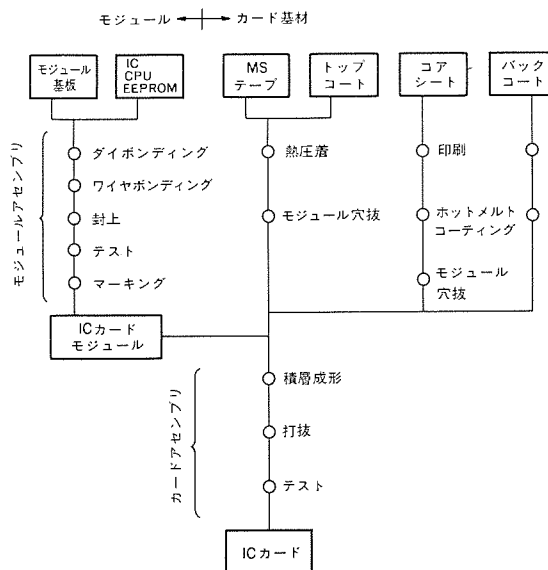 モジュール ←→ カード基材
モジュール
基板
IC
CPU
EEPROM
MS
テープ
トップ
コート
コア
シート
バック
コート
モジュールアセンブリ
ダイボンディング
ワイヤボンディング
封上
テスト
マーキング
熱圧着
モジュール穴抜
印刷
ホットメルト
コーティング
モジュール
穴抜
ICカード
モジュール
カードアセンブリ
積層成形
打抜
テスト
ICカード